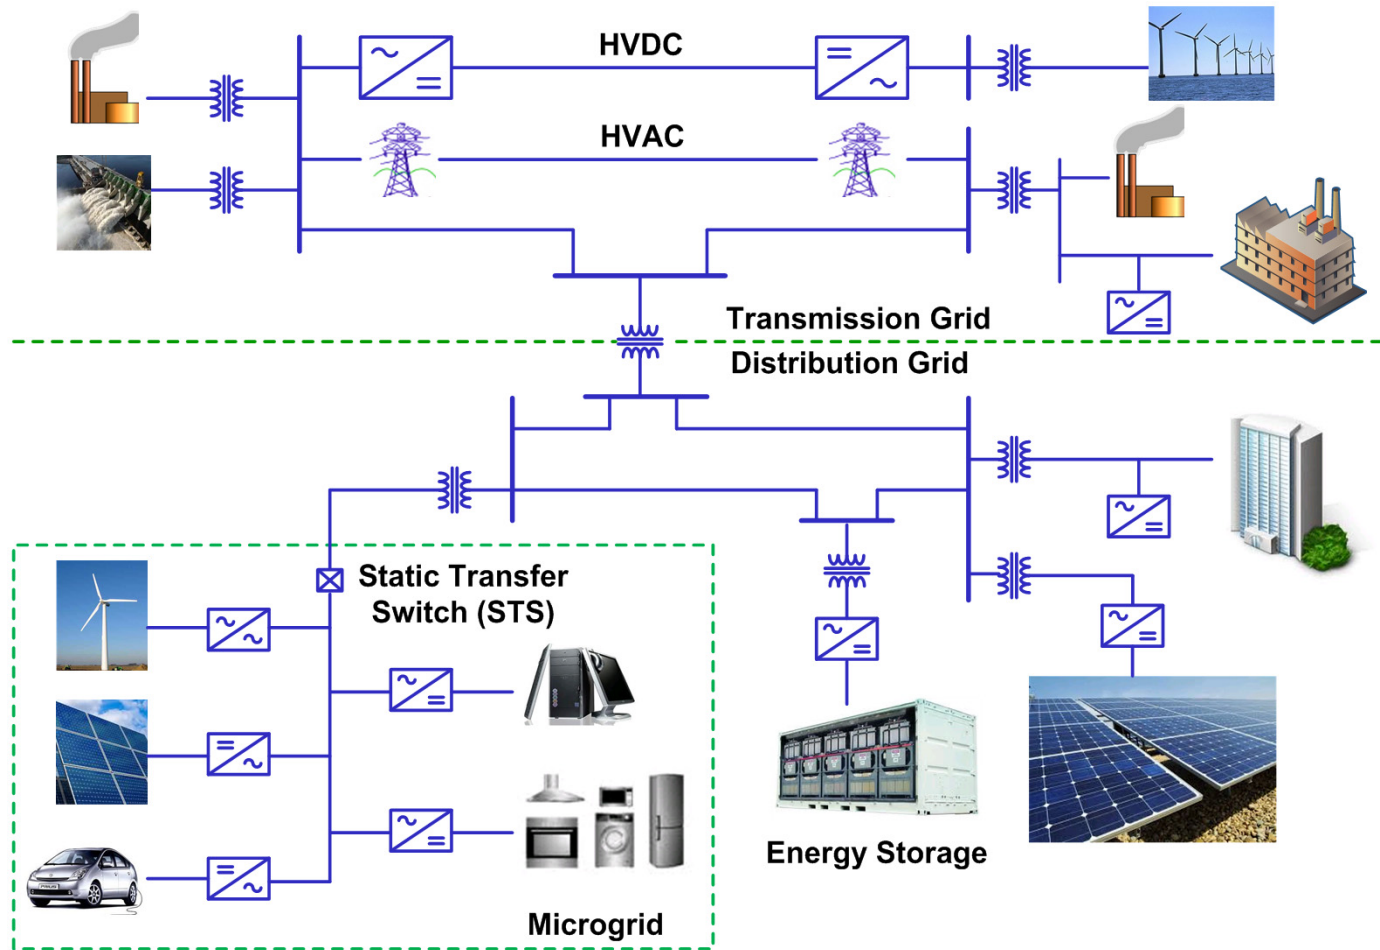 HVDC
HVAC
Transmission Grid
Distribution Grid
Static Transfer
Switch (STS)
Energy Storage
Microgrid